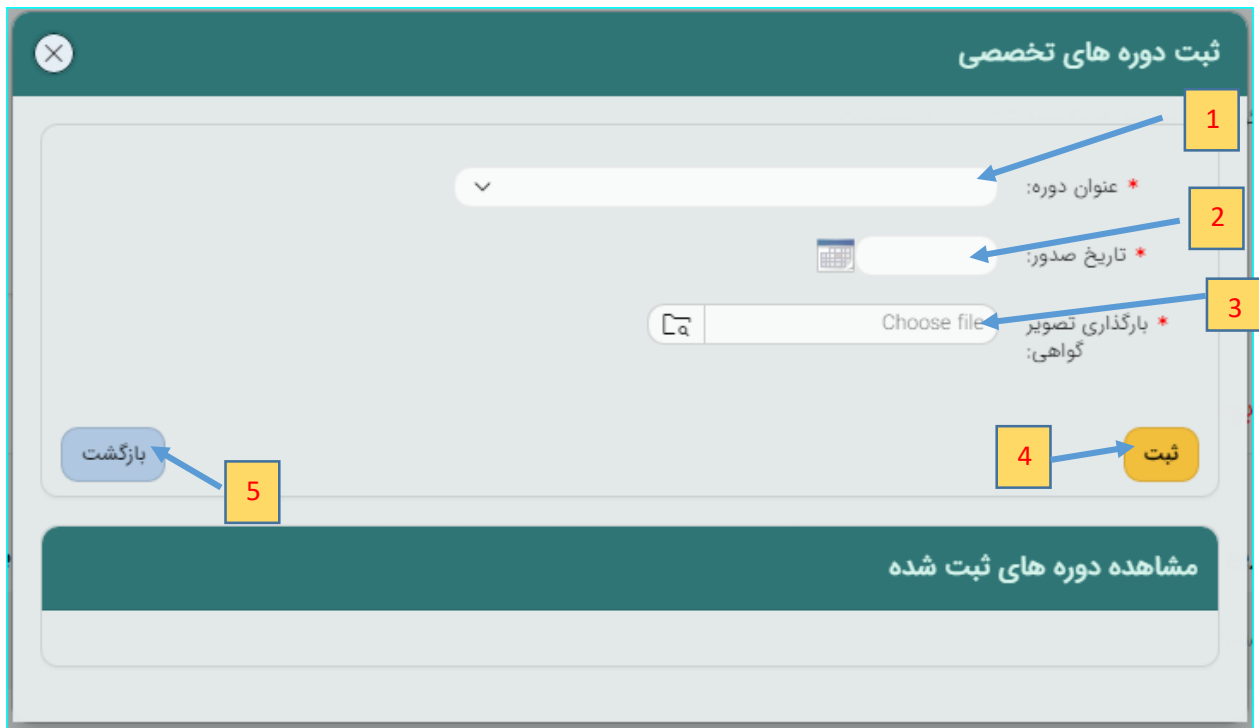 ثبت دوره های تخصصی
1
* عنوان دوره:
2
* تاریخ صدور:
3
* بارگذاری تصویر
گواهی:
Choose file
4
ثبت
5
بازگشت
مشاهده دوره های ثبت شده